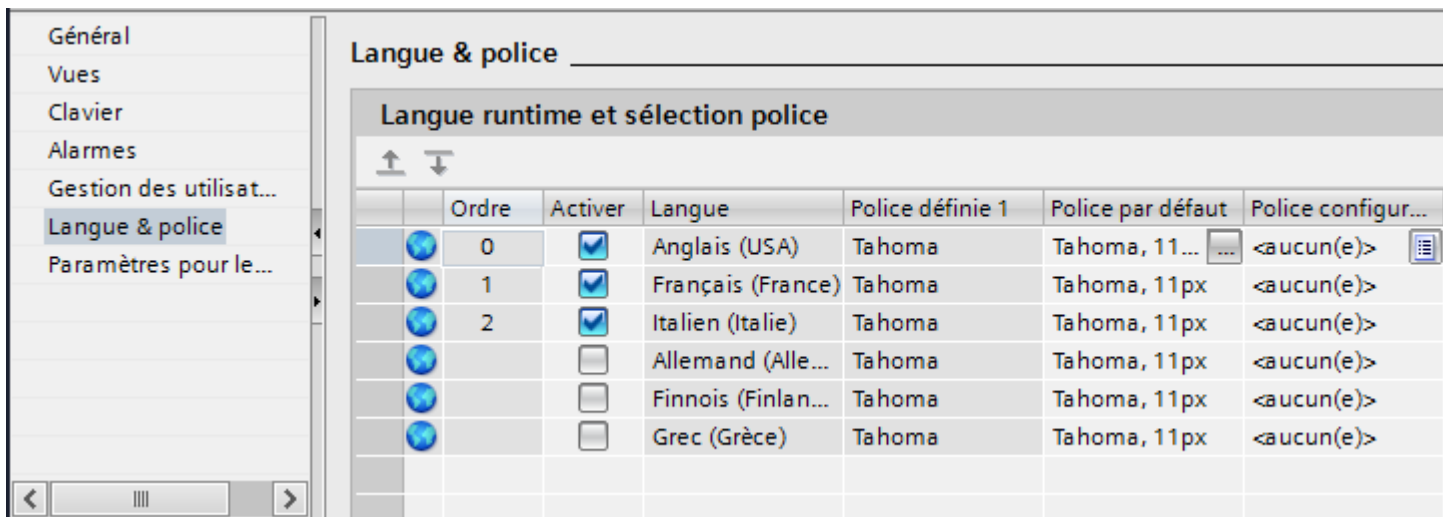 Général
Vues
Clavier
Alarmes
Gestion des utilisat...
Langue & police
Paramètres pour le...
Langue & police
Langue runtime et sélection police
Ordre Activer Langue Police définie 1 Police par défaut Police configur...
0 Anglais (USA) Tahoma Tahoma, 11... ... <aucun(e)>
1 Français (France) Tahoma Tahoma, 11px <aucun(e)>
2 Italien (Italie) Tahoma Tahoma, 11px <aucun(e)>
Allemand (Alle... Tahoma Tahoma, 11px <aucun(e)>
Finnois (Finlan... Tahoma Tahoma, 11px <aucun(e)>
Grec (Grèce) Tahoma Tahoma, 11px <aucun(e)>